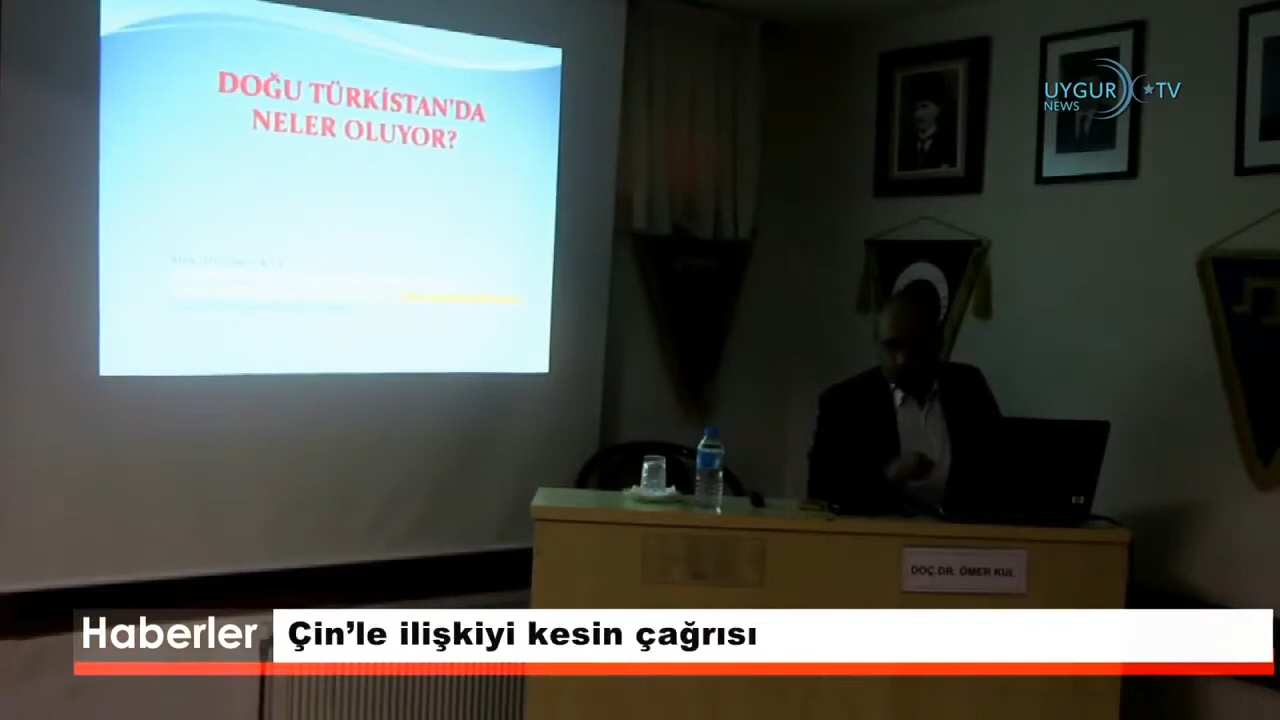 DOĞU TÜRKİSTAN'DA
NELER OLUYOR?
UYGUR TV
NEWS
DOÇ.DR. ÖMER KUL
Haberler
Çin’le ilişkiyi kesin çağrısı